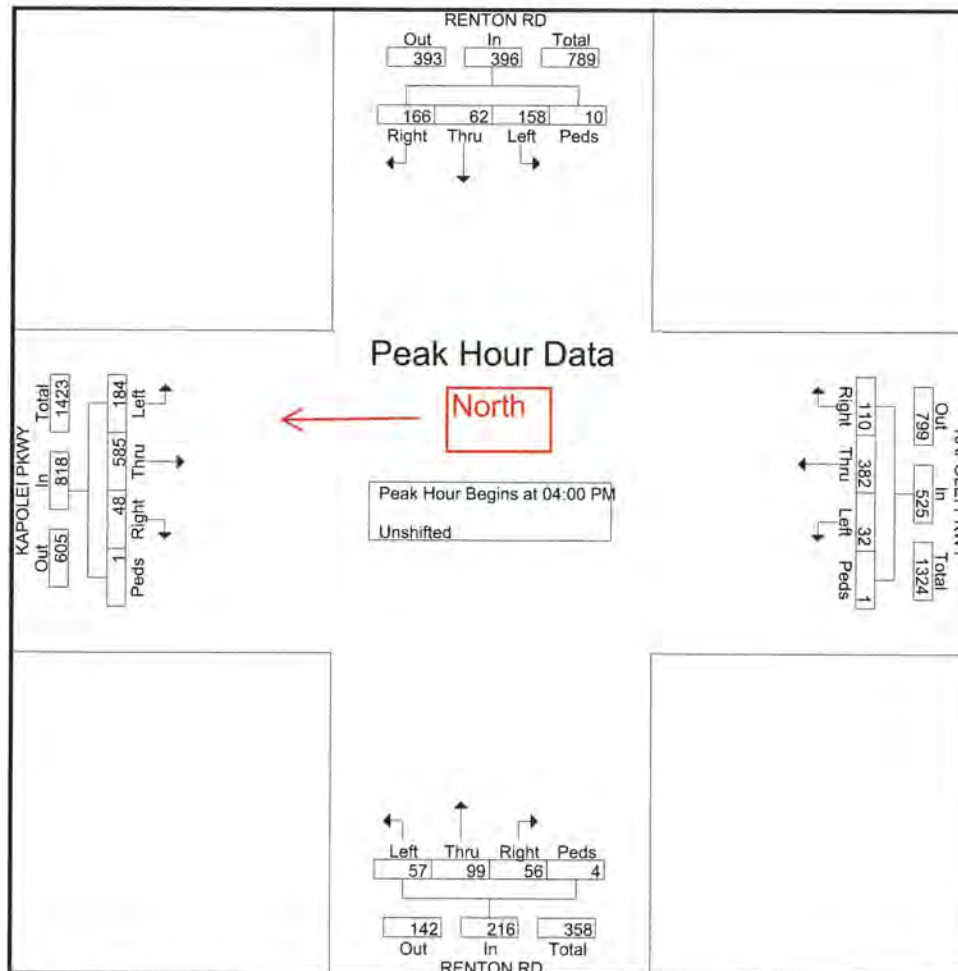 RENTON RD
Out In Total
393 396 789
166 62 158 10
Right Thru Left Peds
Peak Hour Data
North
Peak Hour Begins at 04:00 PM
Unshifted
KAPOLEI PKWY
Out In Total
605 818 1423
184 585 48 1
Left Thru Right Peds
Out In Total
799 525 1324
110 382 32 1
Right Thru Left Peds
Left Thru Right Peds
57 99 56 4
142 216 358
Out In Total
RENTON RD